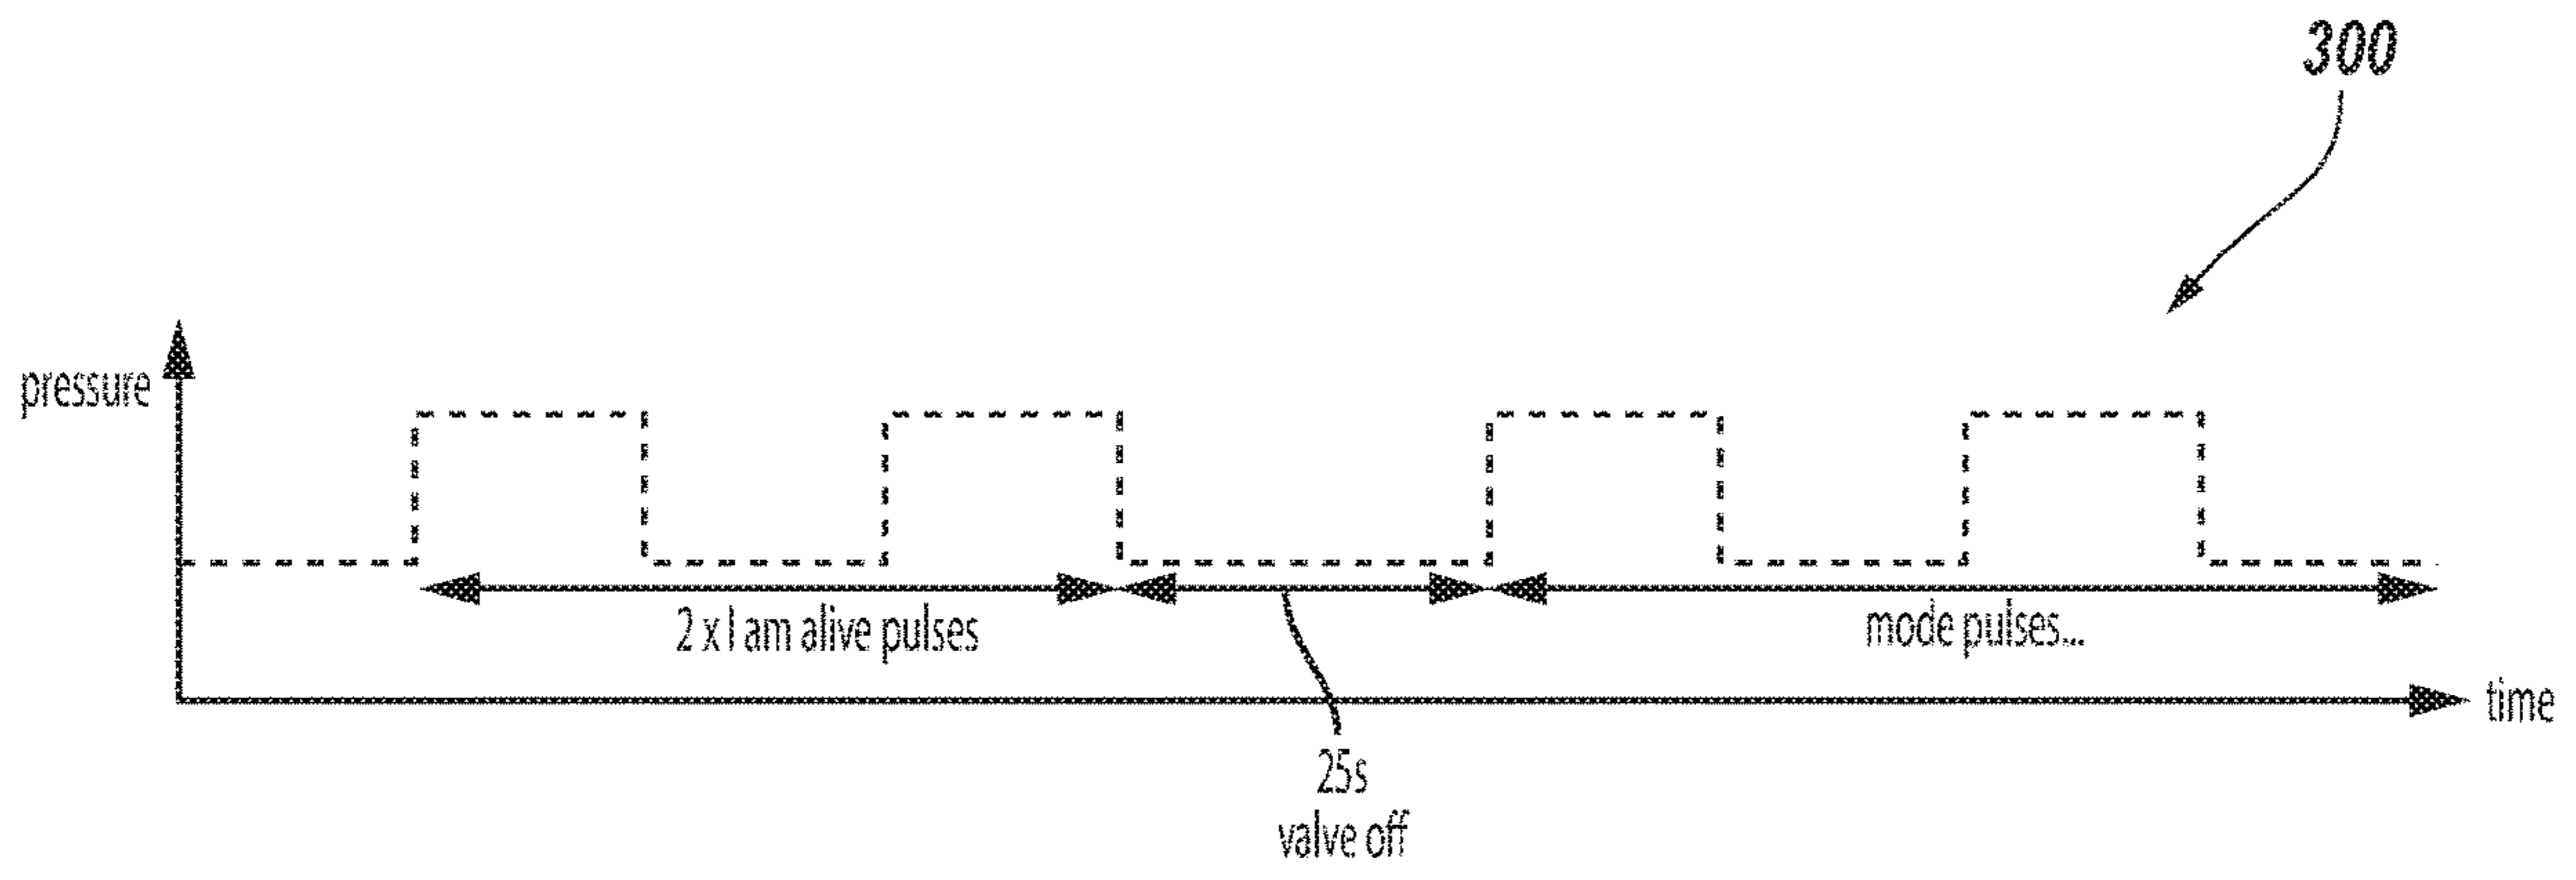 300
pressure
2 x I am alive pulses
mode pulses...
time
25s
valve off